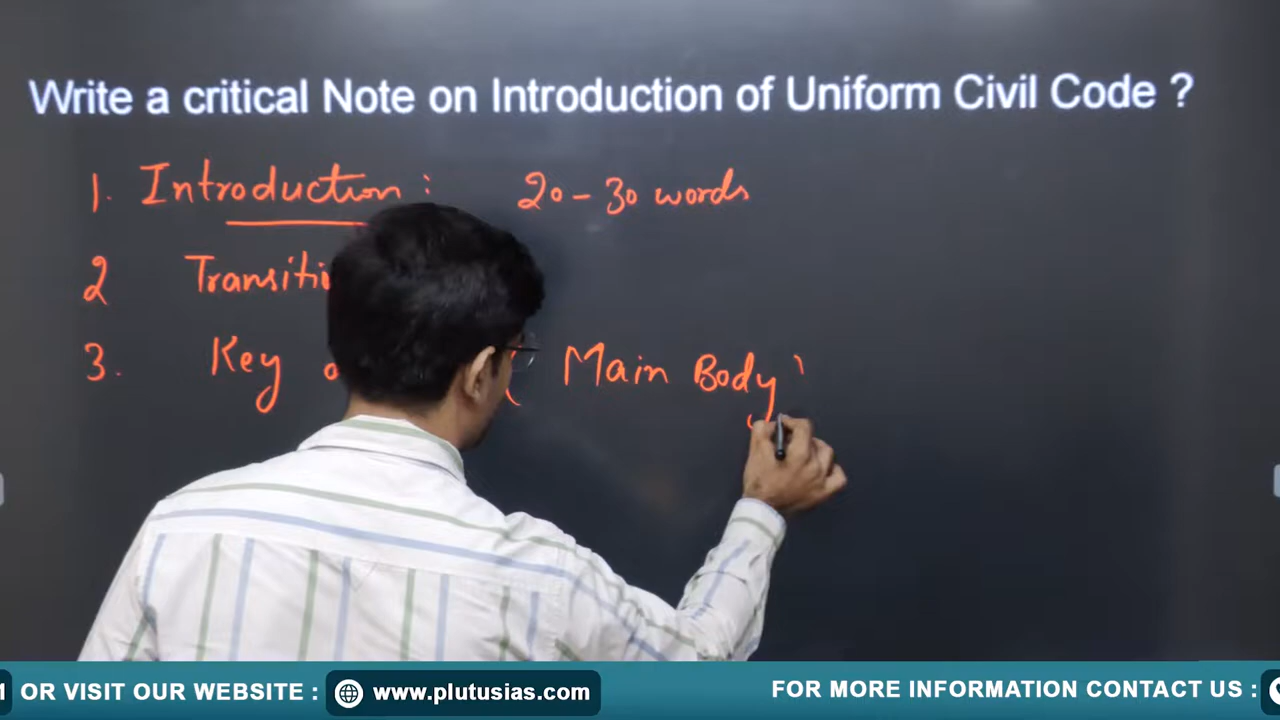 Write a critical Note on Introduction of Uniform Civil Code ?
1. Introduction : 20-30 words
2 Transiti
3. Key ( Main Body
1 OR VISIT OUR WEBSITE : www.plutusias.com FOR MORE INFORMATION CONTACT US :